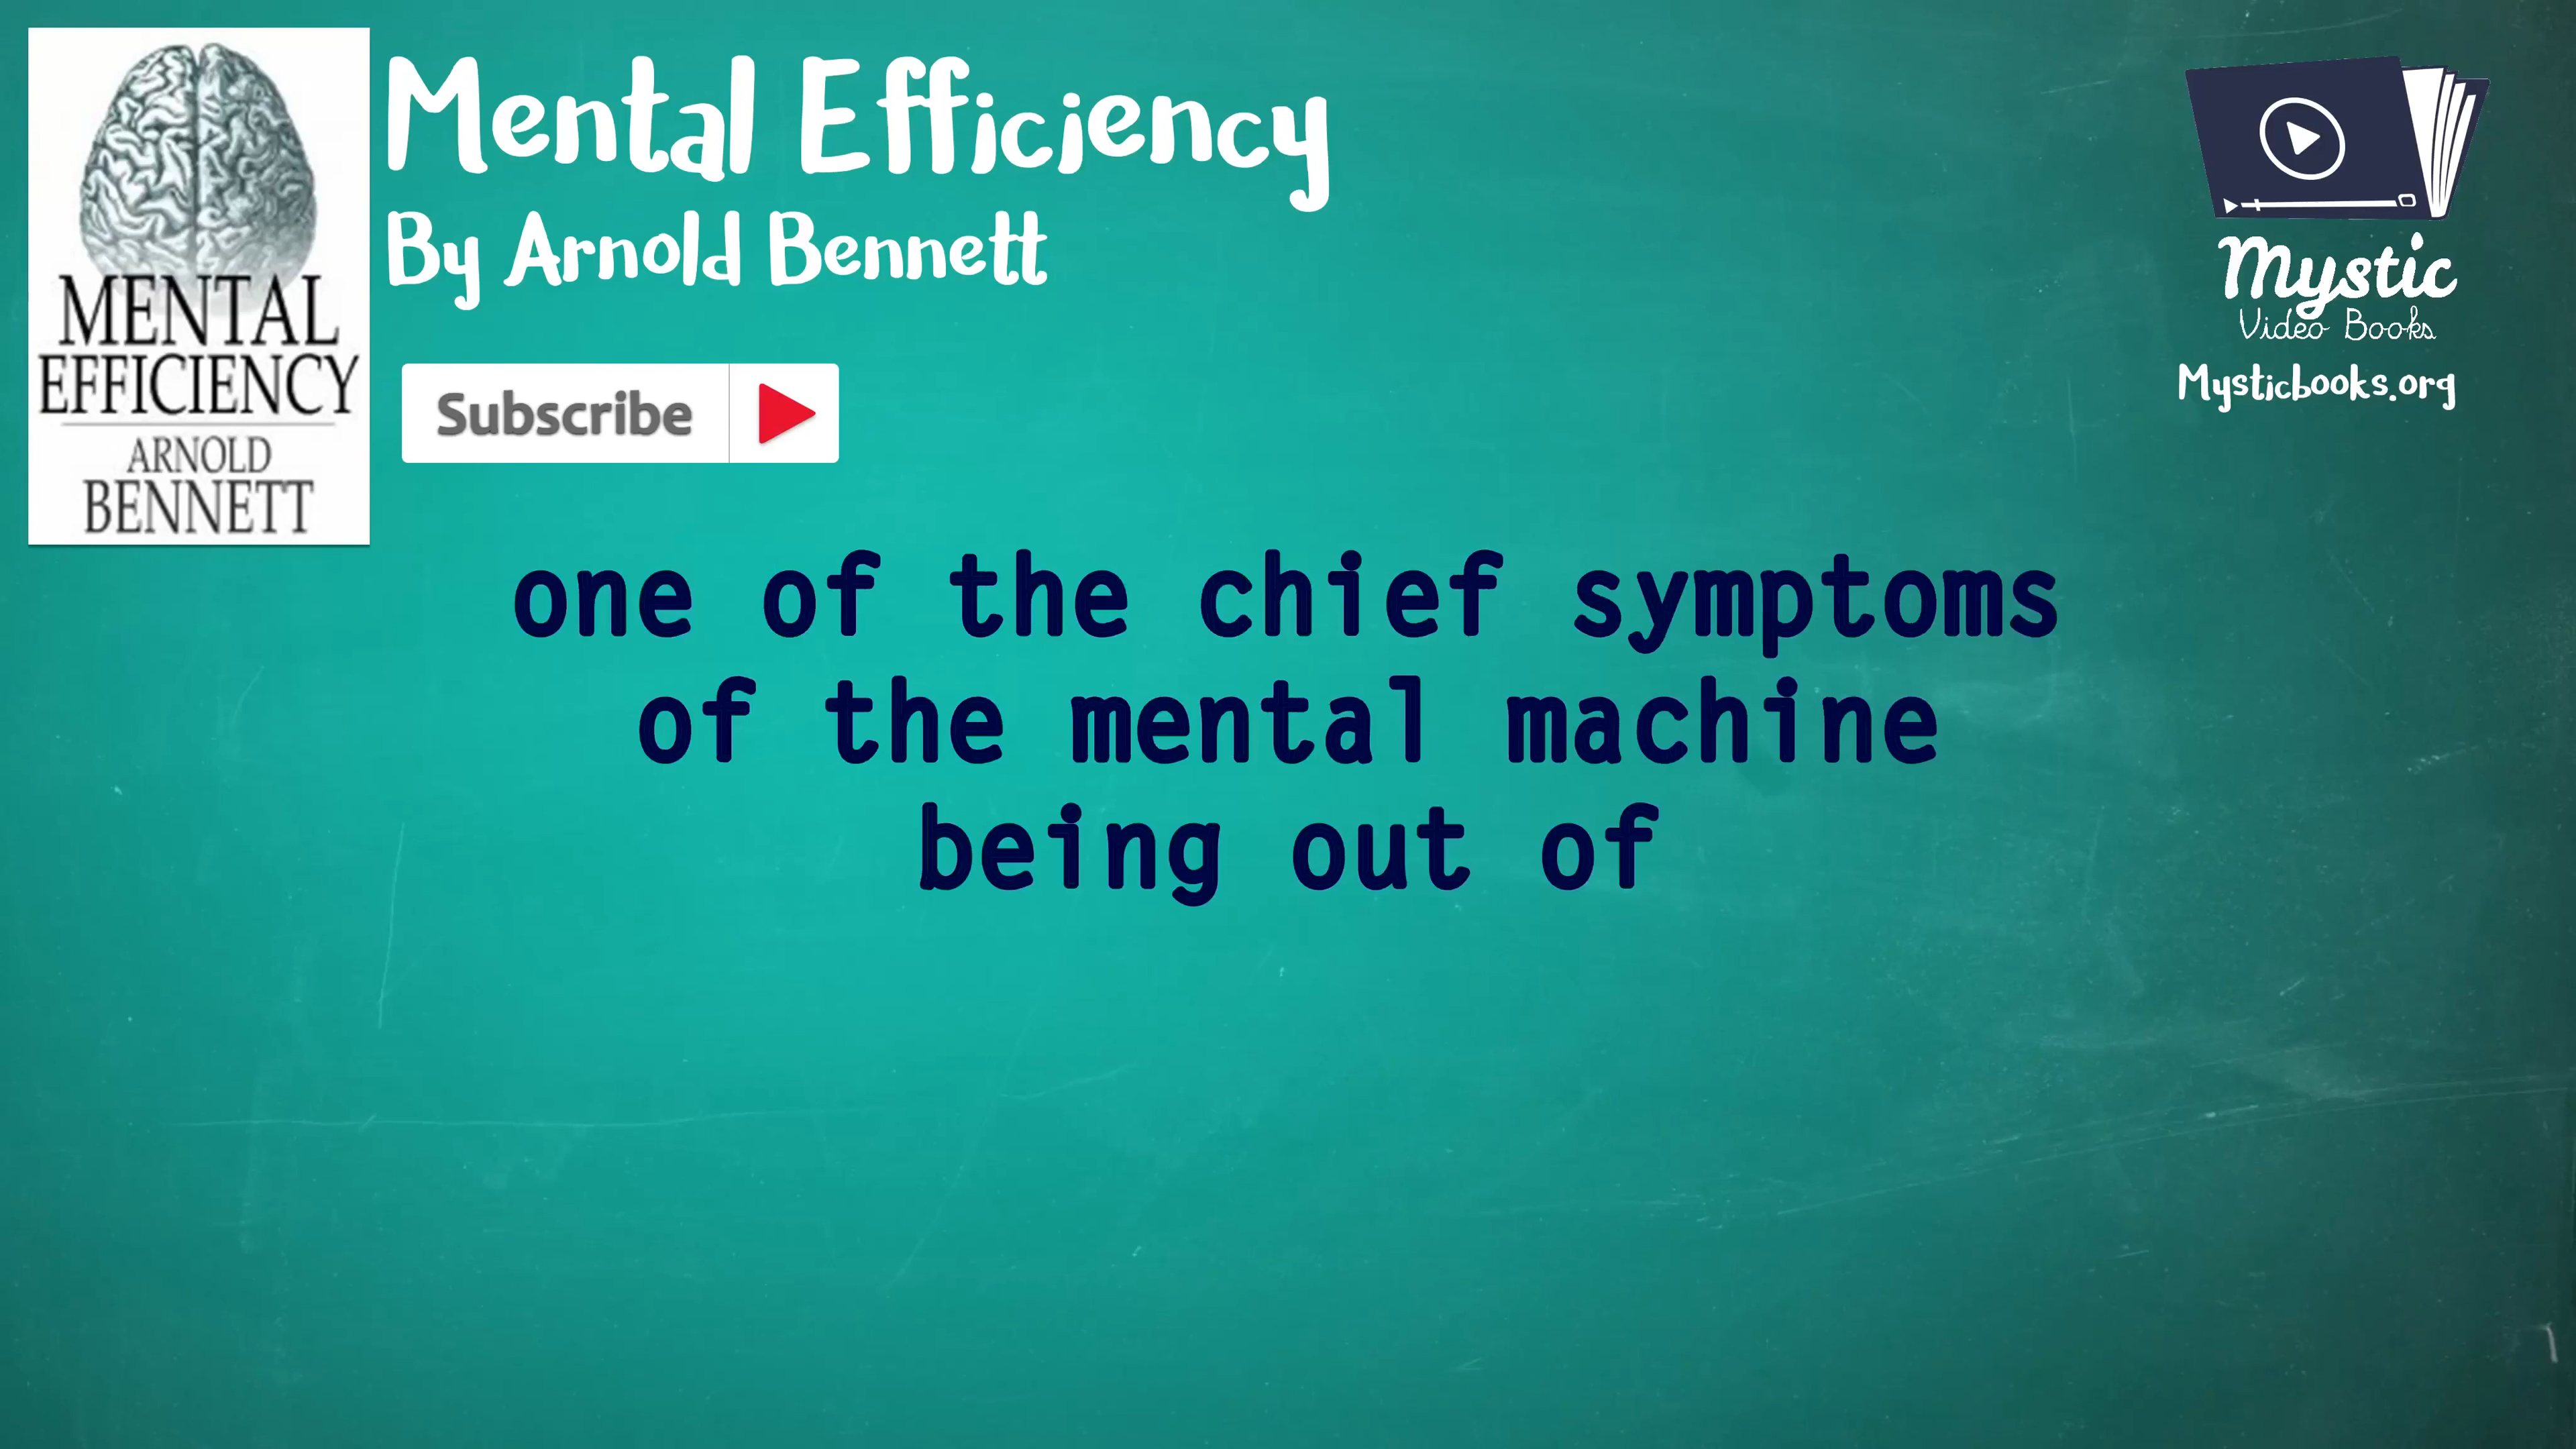 MENTAL
EFFICIENCY
ARNOLD
BENNETT
Mental Efficiency
By Arnold Bennett
Subscribe
Mystic
Video Books
Mysticbooks.org
one of the chief symptoms
of the mental machine
being out of